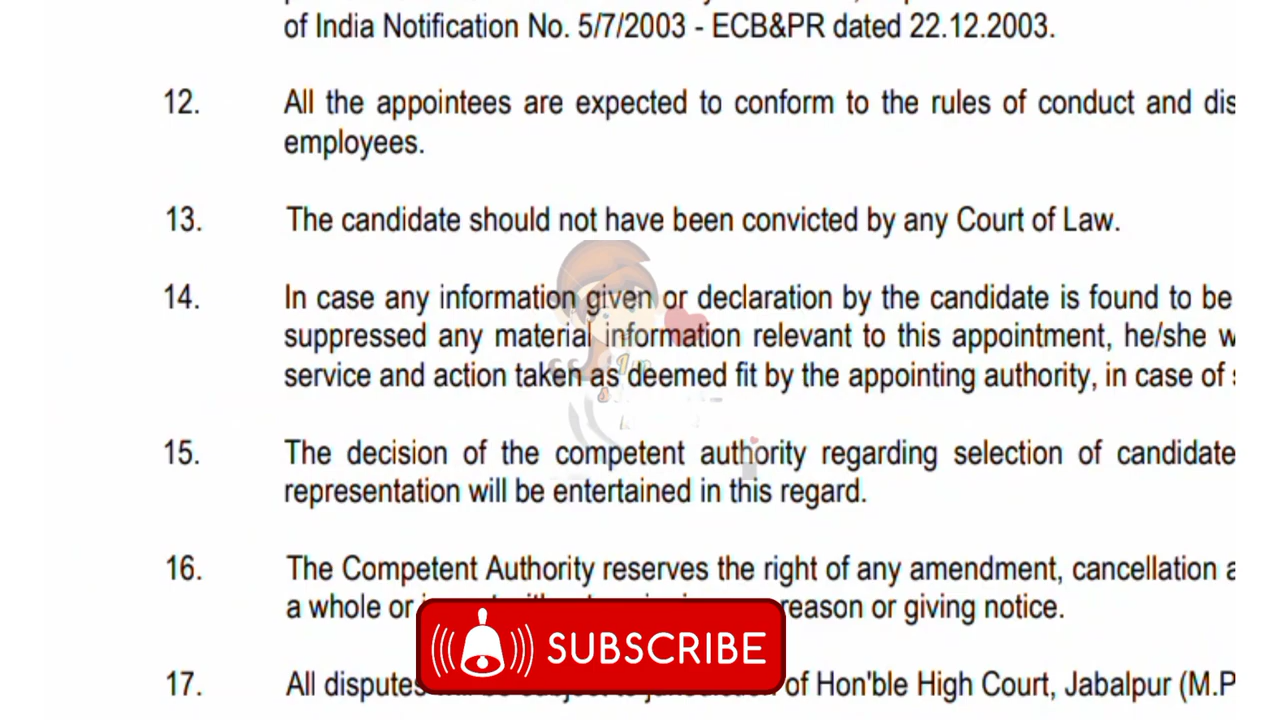 of India Notification No. 5/7/2003 - ECB&PR dated 22.12.2003.
12. All the appointees are expected to conform to the rules of conduct and dis
employees.
13. The candidate should not have been convicted by any Court of Law.
14. In case any information given or declaration by the candidate is found to be
suppressed any material information relevant to this appointment, he/she w
service and action taken as deemed fit by the appointing authority, in case of
15. The decision of the competent authority regarding selection of candidate
representation will be entertained in this regard.
16. The Competent Authority reserves the right of any amendment, cancellation a
a whole or reason or giving notice.
SUBSCRIBE
17. All disputes of Hon'ble High Court, Jabalpur (M.P